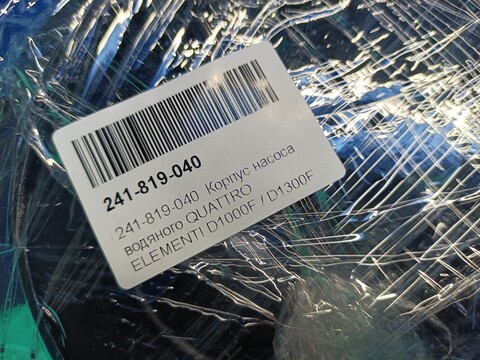 241-819-040
241-819-040 Корпус насоса
водяного QUATTRO
ELEMENTI D1000F / D1300F